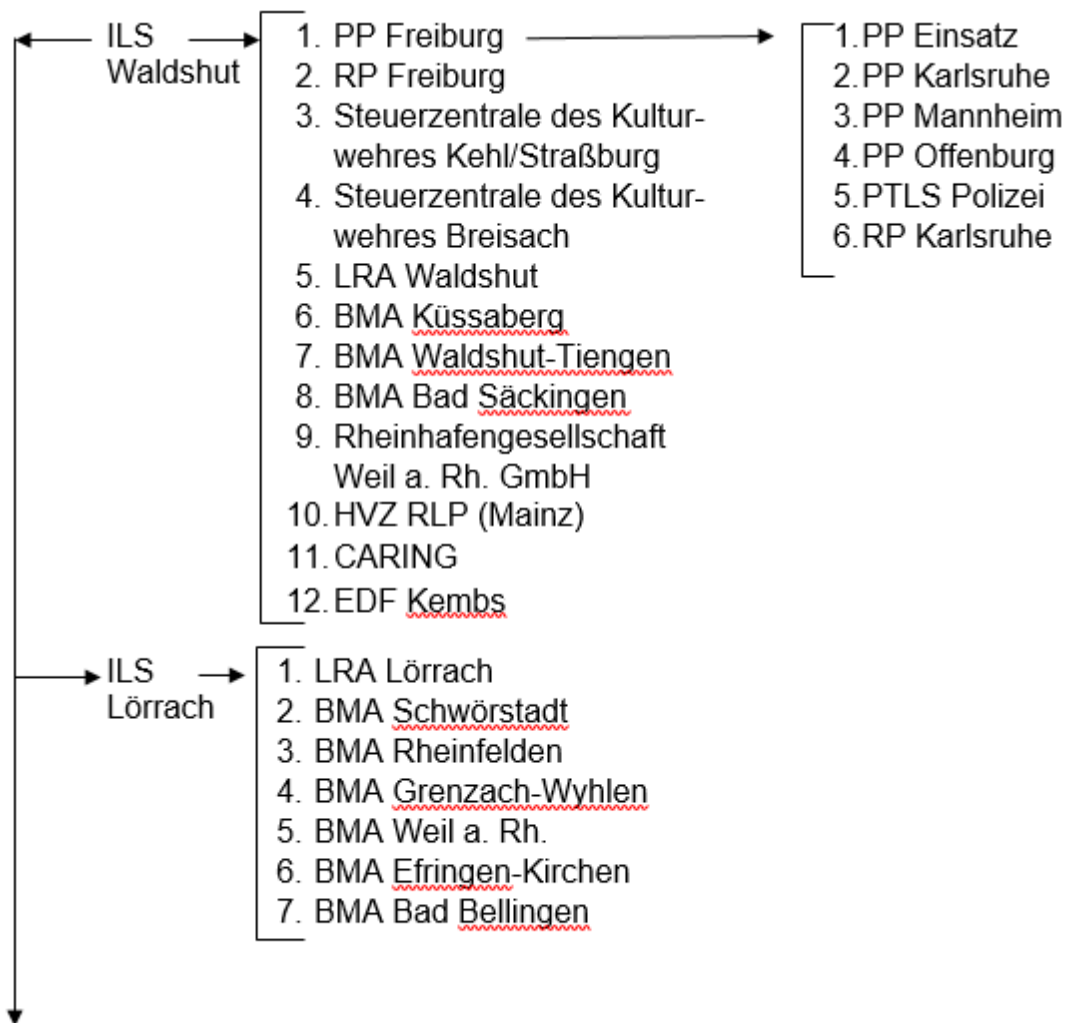 ILS
Waldshut
1. PP Freiburg
2. RP Freiburg
3. Steuerzentrale des Kultur-
wehres Kehl/Straßburg
4. Steuerzentrale des Kultur-
wehres Breisach
5. LRA Waldshut
6. BMA Küssaberg
7. BMA Waldshut-Tiengen
8. BMA Bad Säckingen
9. Rheinhafengesellschaft
Weil a. Rh. GmbH
10. HVZ RLP (Mainz)
11. CARING
12. EDF Kembs
1. PP Einsatz
2. PP Karlsruhe
3. PP Mannheim
4. PP Offenburg
5. PTLS Polizei
6. RP Karlsruhe
ILS
Lörrach
1. LRA Lörrach
2. BMA Schwörstadt
3. BMA Rheinfelden
4. BMA Grenzach-Wyhlen
5. BMA Weil a. Rh.
6. BMA Efringen-Kirchen
7. BMA Bad Bellingen